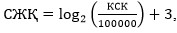 СЖҚ = log₂ (КСК/100000) + 3,